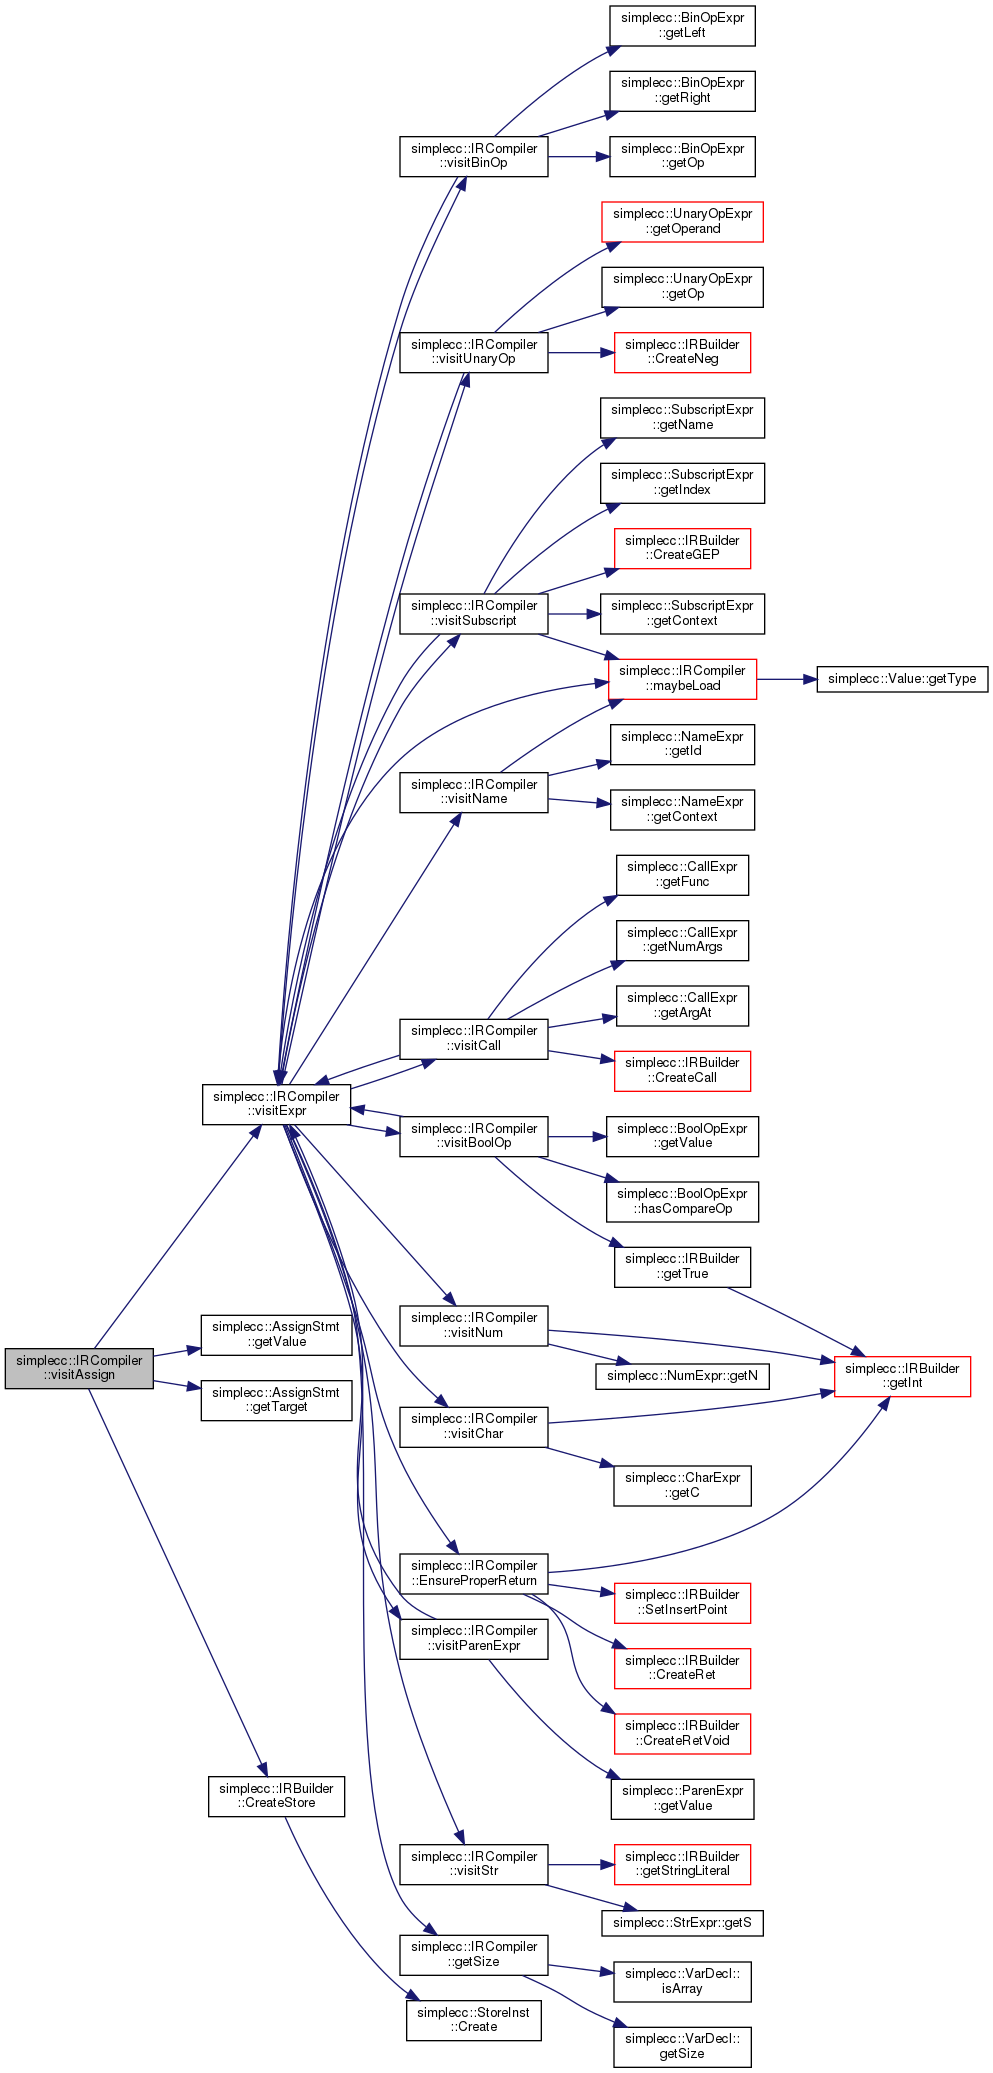 simplecc::BinOpExpr
::getLeft
simplecc::BinOpExpr
::getRight
simplecc::IRCompiler
::visitBinOp
simplecc::BinOpExpr
::getOp
simplecc::UnaryOpExpr
::getOperand
simplecc::UnaryOpExpr
::getOp
simplecc::IRCompiler
::visitUnaryOp
simplecc::IRBuilder
::CreateNeg
simplecc::SubscriptExpr
::getName
simplecc::SubscriptExpr
::getIndex
simplecc::IRBuilder
::CreateGEP
simplecc::IRCompiler
::visitSubscript
simplecc::SubscriptExpr
::getContext
simplecc::IRCompiler
::maybeLoad
simplecc::Value::getType
simplecc::NameExpr
::getId
simplecc::IRCompiler
::visitName
simplecc::NameExpr
::getContext
simplecc::CallExpr
::getFunc
simplecc::CallExpr
::getNumArgs
simplecc::CallExpr
::getArgAt
simplecc::IRCompiler
::visitCall
simplecc::IRBuilder
::CreateCall
simplecc::IRCompiler
::visitExpr
simplecc::IRCompiler
::visitBoolOp
simplecc::BoolOpExpr
::getValue
simplecc::BoolOpExpr
::hasCompareOp
simplecc::IRBuilder
::getTrue
simplecc::IRCompiler
::visitNum
simplecc::AssignStmt
::getValue
simplecc::IRCompiler
::visitAssign
simplecc::NumExpr::getN
simplecc::IRBuilder
::getInt
simplecc::AssignStmt
::getTarget
simplecc::IRCompiler
::visitChar
simplecc::CharExpr
::getC
simplecc::IRCompiler
::EnsureProperReturn
simplecc::IRBuilder
::SetInsertPoint
simplecc::IRCompiler
::visitParenExpr
simplecc::IRBuilder
::CreateRet
simplecc::IRBuilder
::CreateRetVoid
simplecc::IRBuilder
::CreateStore
simplecc::ParenExpr
::getValue
simplecc::IRCompiler
::visitStr
simplecc::IRBuilder
::getStringLiteral
simplecc::StrExpr::getS
simplecc::IRCompiler
::getSize
simplecc::VarDecl::
isArray
simplecc::StoreInst
::Create
simplecc::VarDecl::
getSize